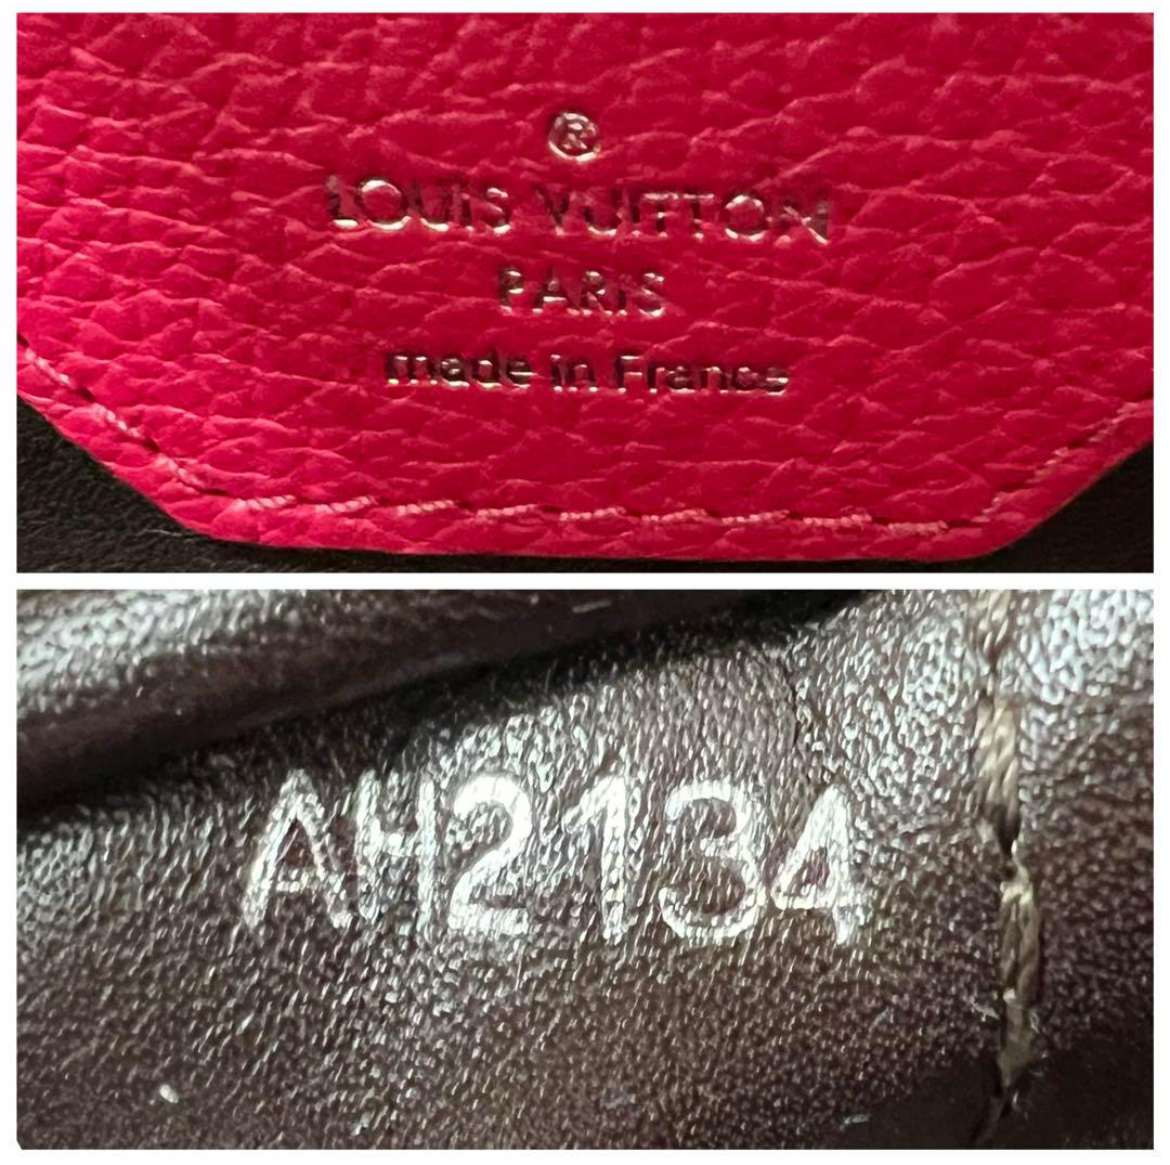 ®
LOUIS VUITTON
PARIS
made in France
AH2134